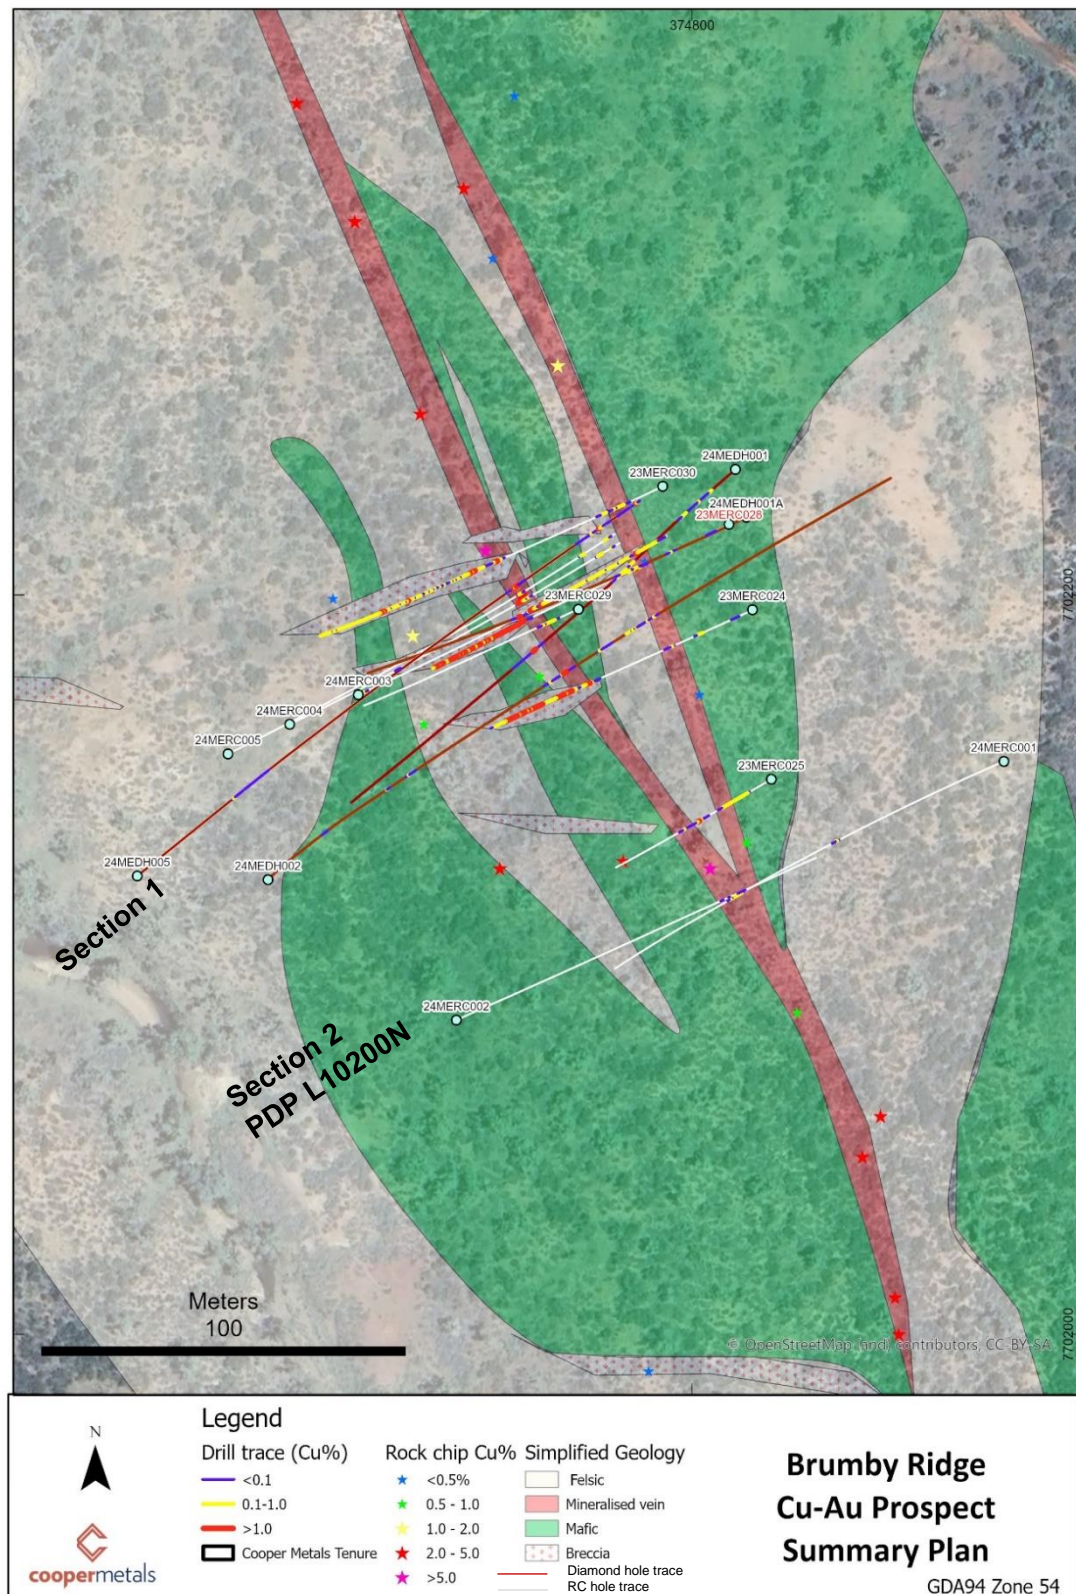 374800
24MEDH001
23MERC030
24MEDH001A
23MERC028
7702200
23MERC029
23MERC024
24MERC003
24MERC004
24MERC005
24MERC001
23MERC025
24MEDH005
24MEDH002
Section 1
24MERC002
Section 2
PDP L10200N
Meters
100
7702000
© OpenStreetMap (and) contributors, CC-BY-SA
N
coopermetals
Legend
Drill trace (Cu%)
<0.1
0.1-1.0
>1.0
Cooper Metals Tenure
Rock chip Cu%
<0.5%
0.5 - 1.0
1.0 - 2.0
2.0 - 5.0
>5.0
Simplified Geology
Felsic
Mineralised vein
Mafic
Breccia
Diamond hole trace
RC hole trace
Brumby Ridge
Cu-Au Prospect
Summary Plan
GDA94 Zone 54